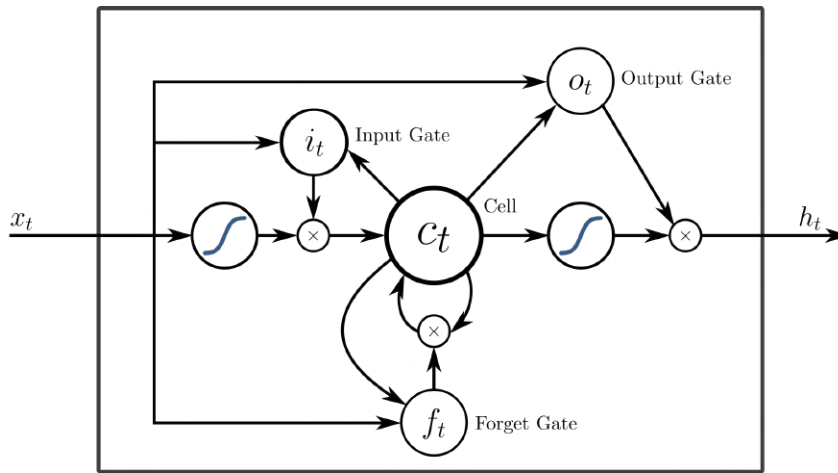 o_t Output Gate
i_t Input Gate
x_t
×
c_t
Cell
×
h_t
×
f_t Forget Gate